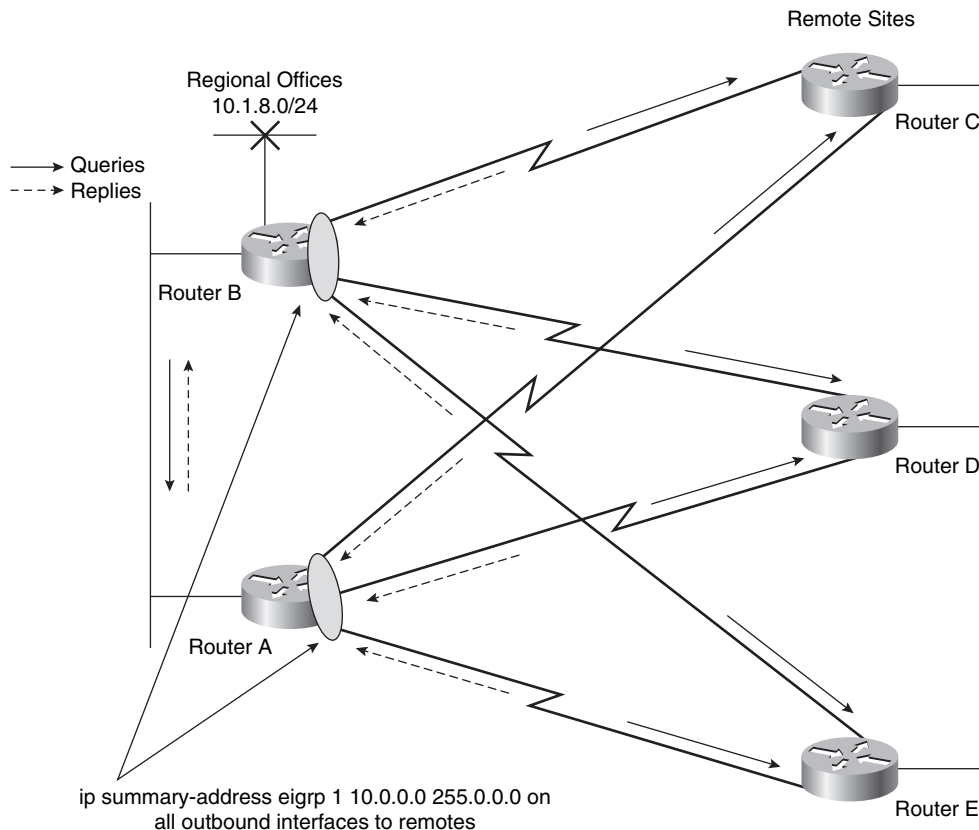 Remote Sites
Regional Offices
10.1.8.0/24
Router C
Queries
Replies
Router B
Router D
Router A
ip summary-address eigrp 1 10.0.0.0 255.0.0.0 on
all outbound interfaces to remotes
Router E